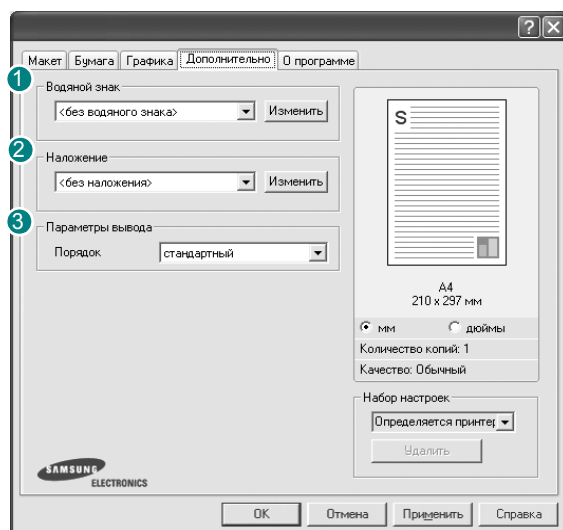 Макет Бумага Графика Дополнительно О программе
1
Водяной знак
<без водяного знака> Изменить
2
Наложение
<без наложения> Изменить
3
Параметры вывода
Порядок стандартный
S
A4
210 x 297 мм
мм дюймы
Количество копий: 1
Качество: Обычный
Набор настроек
Определяется принтер
Удалить
SAMSUNG
ELECTRONICS
OK Отмена Применить Справка